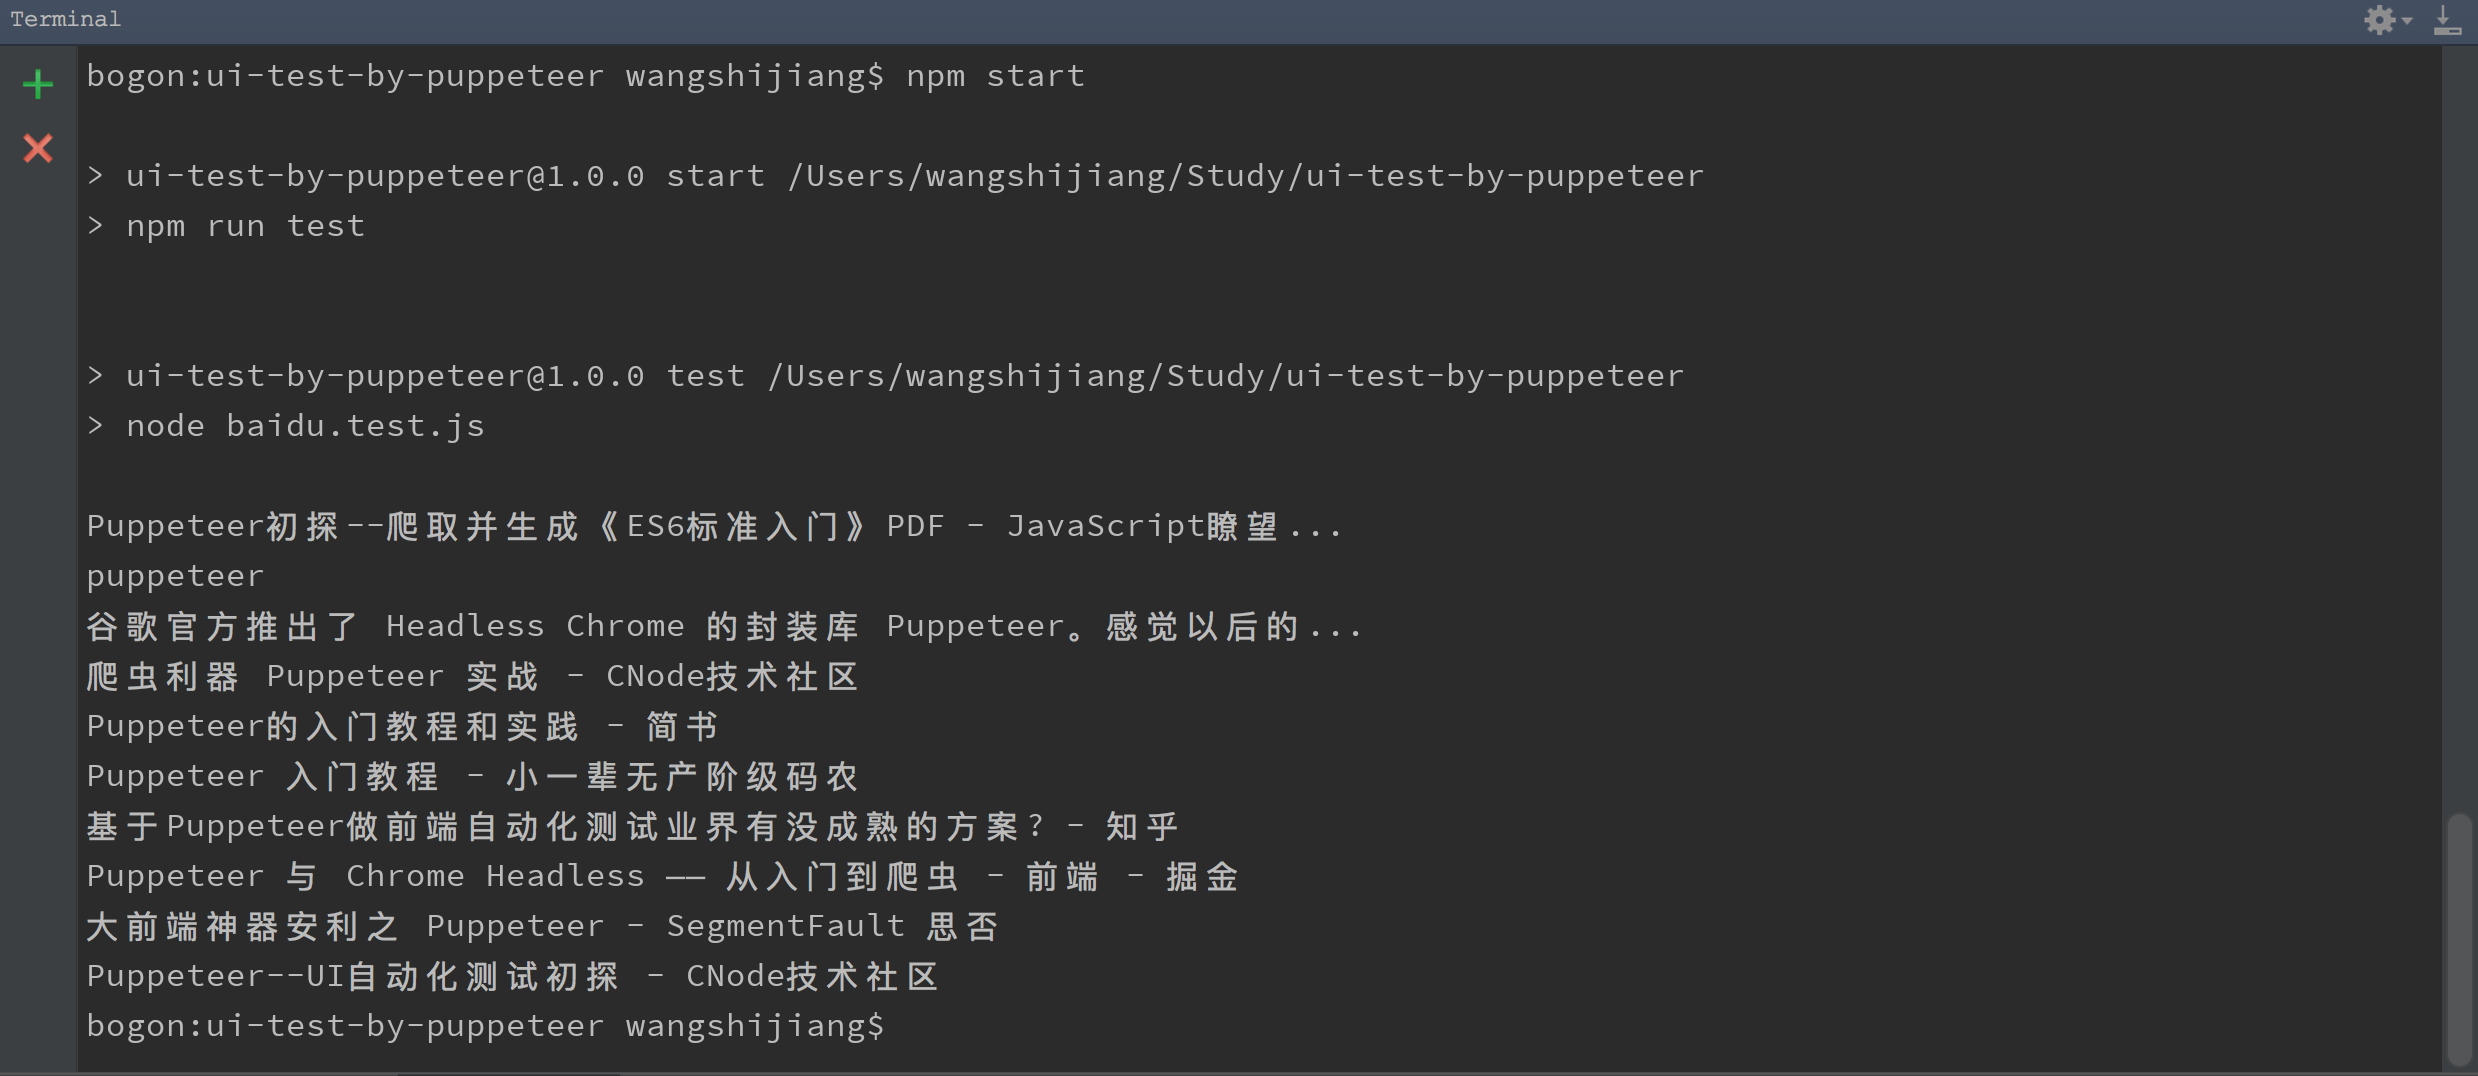 Terminal
bogon:ui-test-by-puppeteer wangshijiang$ npm start
> ui-test-by-puppeteer@1.0.0 start /Users/wangshijiang/Study/ui-test-by-puppeteer
> npm run test
> ui-test-by-puppeteer@1.0.0 test /Users/wangshijiang/Study/ui-test-by-puppeteer
> node baidu.test.js
Puppeteer初探--爬取并生成《ES6标准入门》PDF - JavaScript瞭望...
puppeteer
谷歌官方推出了 Headless Chrome 的封装库 Puppeteer。感觉以后的...
爬虫利器 Puppeteer 实战 - CNode技术社区
Puppeteer的入门教程和实践 - 简书
Puppeteer 入门教程 - 小一辈无产阶级码农
基于Puppeteer做前端自动化测试业界有没成熟的方案? - 知乎
Puppeteer 与 Chrome Headless —— 从入门到爬虫 - 前端 - 掘金
大前端神器安利之 Puppeteer - SegmentFault 思否
Puppeteer--UI自动化测试初探 - CNode技术社区
bogon:ui-test-by-puppeteer wangshijiang$